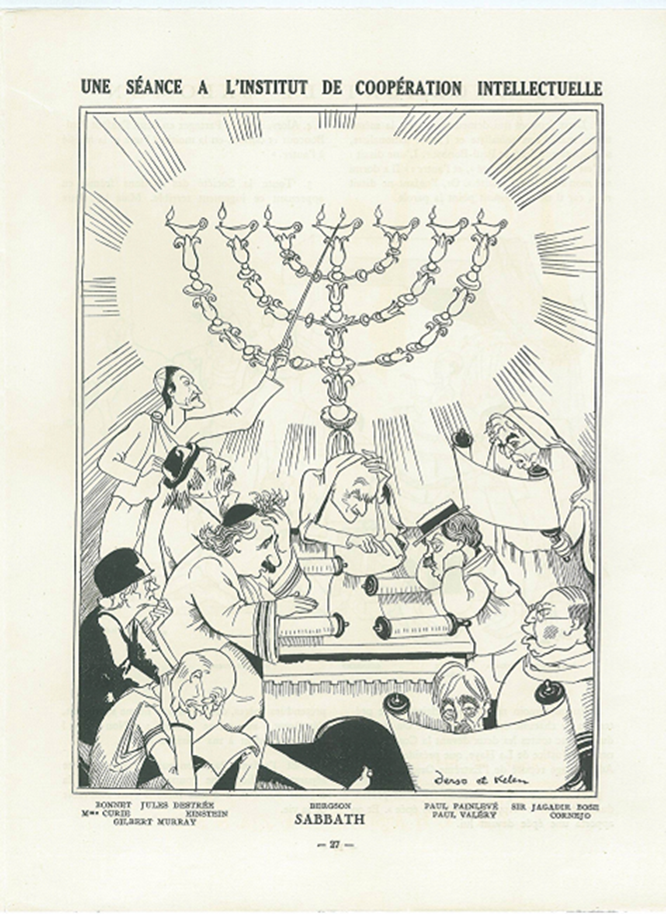 UNE SÉANCE A L'INSTITUT DE COOPÉRATION INTELLECTUELLE
Derso et Kelen
BONNET JULES DESTRÉE BERGSON PAUL PAINLEVÉ SIR JAGADIR BOSE
Mme CURIE EINSTEIN SABBATH PAUL VALÉRY CORNEJO
GILBERT MURRAY
— 27 —